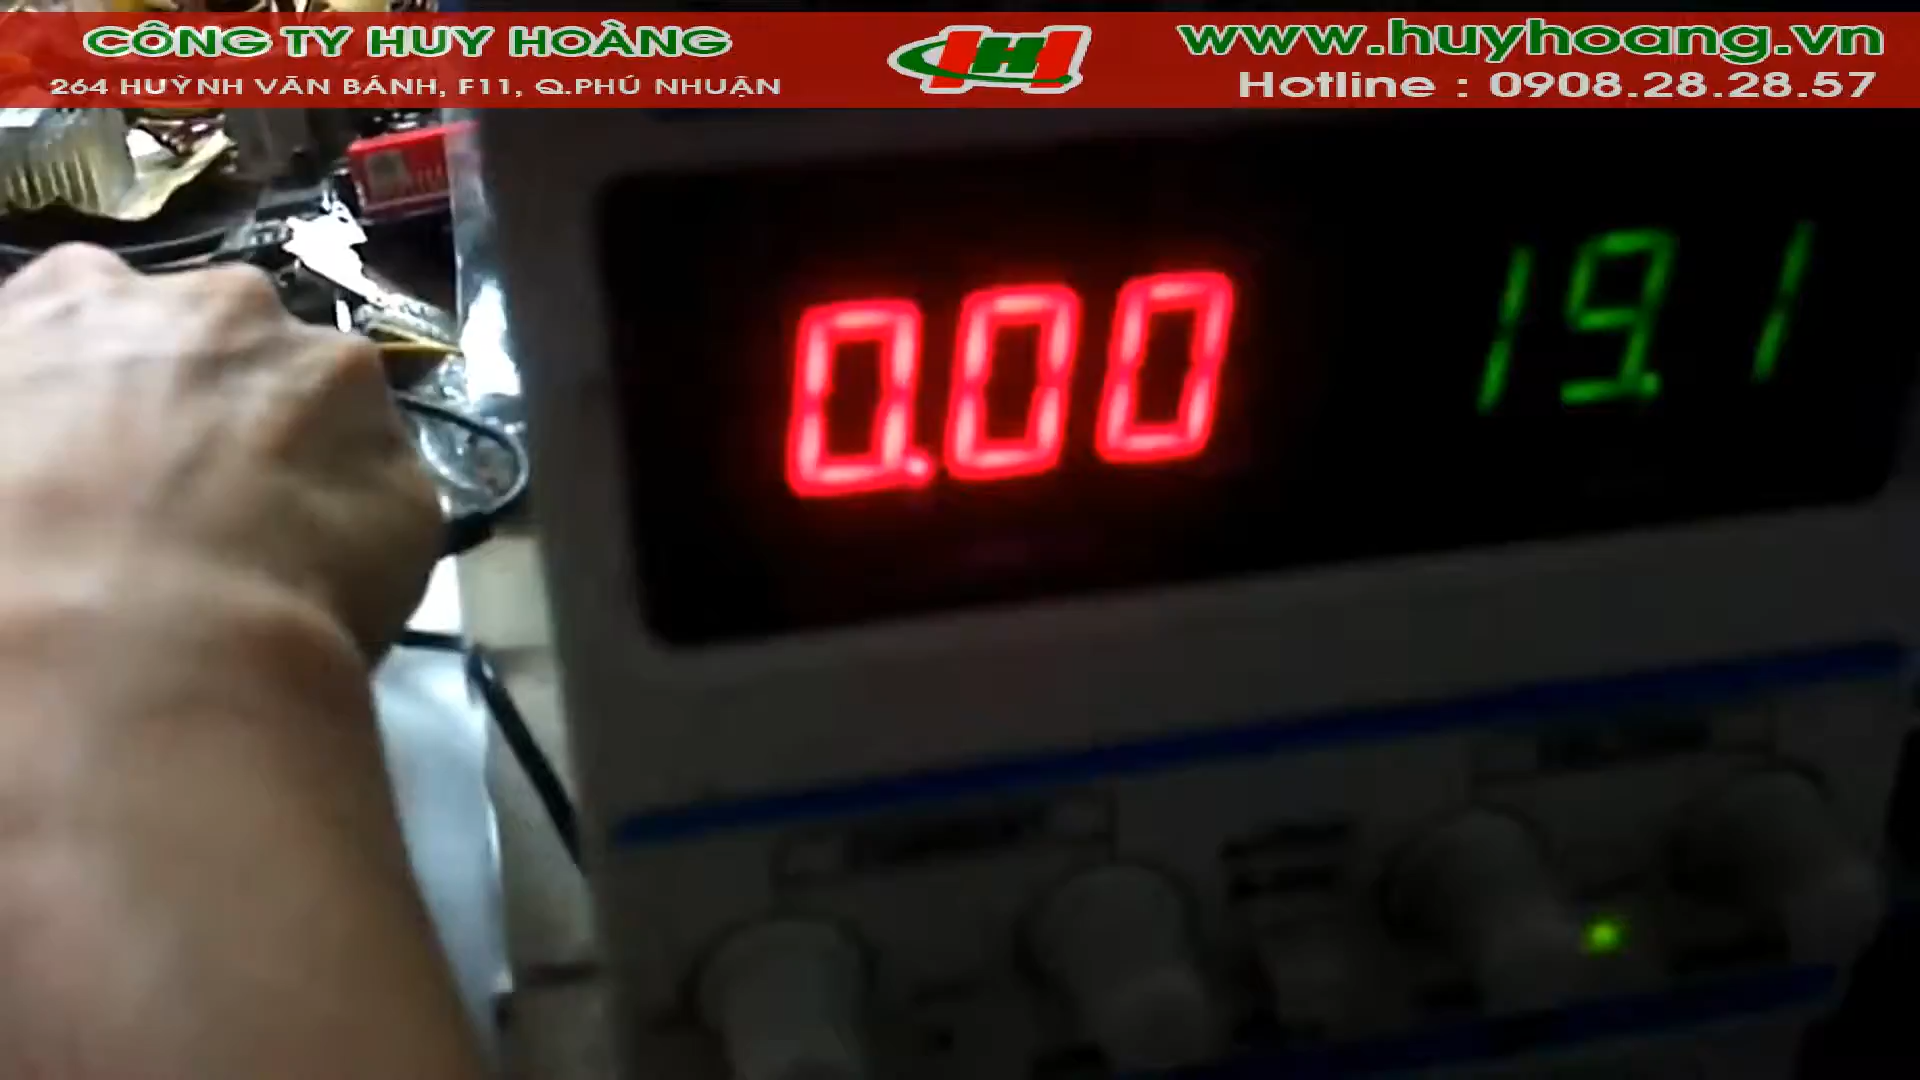 CÔNG TY HUY HOÀNG
264 HUỲNH VĂN BÁNH, F11, Q.PHÚ NHUẬN
H
www.huyhoang.vn
Hotline : 0908.28.28.57
0.00
19.1